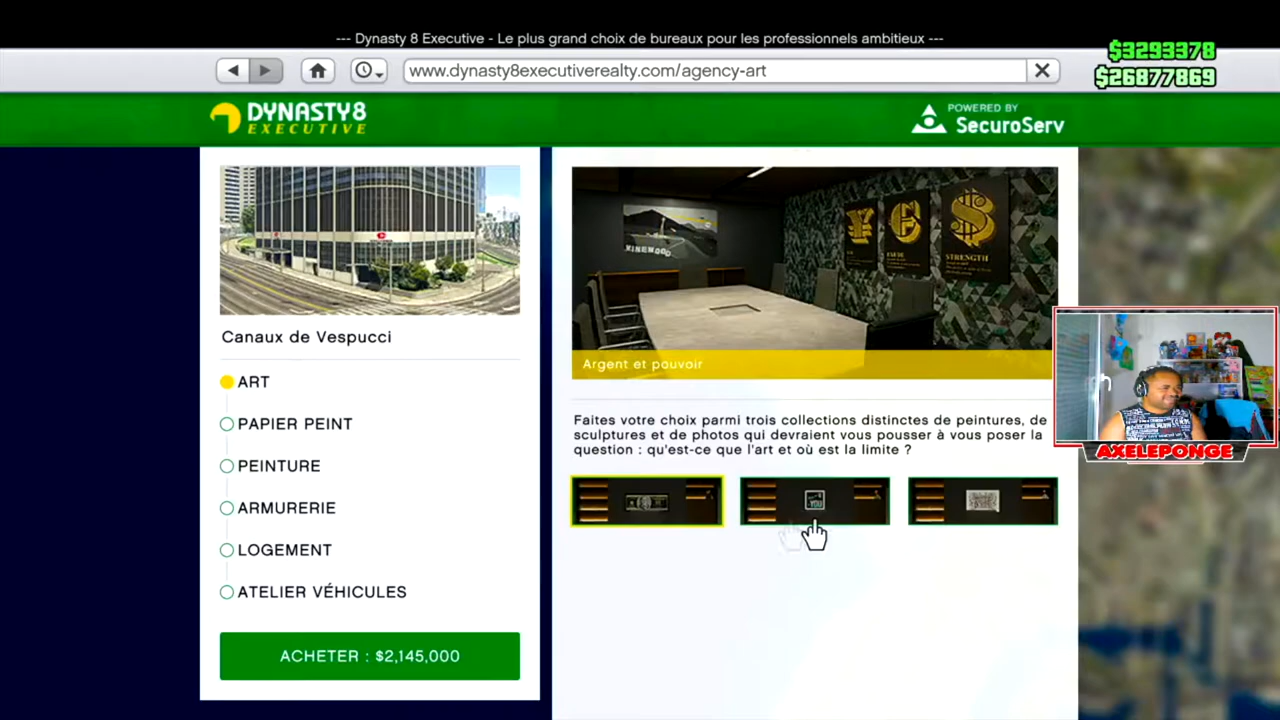 --- Dynasty 8 Executive - Le plus grand choix de bureaux pour les professionnels ambitieux ---
$3293378
$26877869
www.dynasty8executiverealty.com/agency-art
DYNASTY8
EXECUTIVE
POWERED BY
SecuroServ
Canaux de Vespucci
ART
PAPIER PEINT
PEINTURE
ARMURERIE
LOGEMENT
ATELIER VÉHICULES
ACHETER : $2,145,000
VINEWOOD
STRENGTH
Argent et pouvoir
Faites votre choix parmi trois collections distinctes de peintures, de
sculptures et de photos qui devraient vous pousser à vous poser la
question : qu'est-ce que l'art et où est la limite ?
YOU
AXELEPONGE